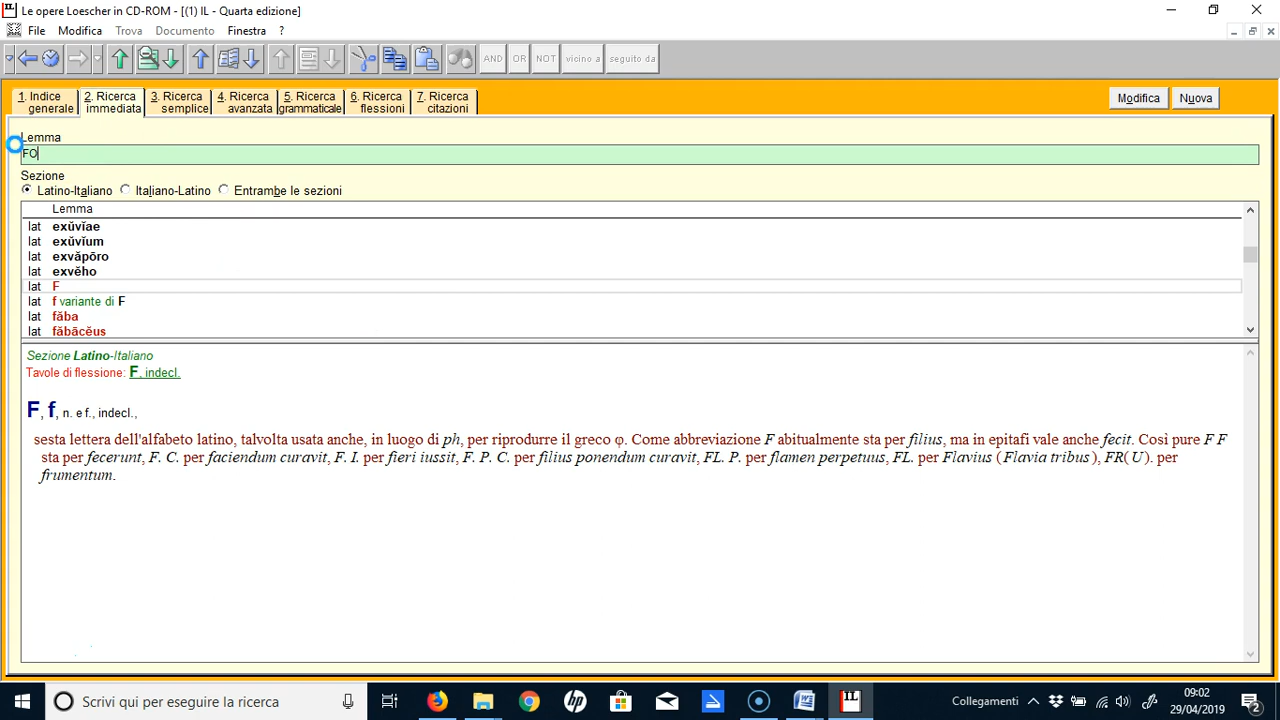 Le opere Loescher in CD-ROM - [(1) IL - Quarta edizione]
File Modifica Trova Documento Finestra ?
AND OR NOT vicino a seguito da
1. Indice generale 2. Ricerca immediata 3. Ricerca semplice 4. Ricerca avanzata 5. Ricerca grammaticale 6. Ricerca flessioni 7. Ricerca citazioni Modifica Nuova
Lemma
FO
Sezione
Latino-Italiano Italiano-Latino Entrambe le sezioni
Lemma
lat exŭvĭae
lat exŭvĭum
lat exvăpōro
lat exvĕho
lat F
lat f variante di F
lat făba
lat făbācĕus
Sezione Latino-Italiano
Tavole di flessione: F, indecl.
F, f, n. e f., indecl.,
sesta lettera dell'alfabeto latino, talvolta usata anche, in luogo di ph, per riprodurre il greco φ. Come abbreviazione F abitualmente sta per filius, ma in epitafi vale anche fecit. Così pure F F
sta per fecerunt, F. C. per faciendum curavit, F. I. per fieri iussit, F. P. C. per filius ponendum curavit, FL. P. per flamen perpetuus, FL. per Flavius (Flavia tribus), FR(U). per
frumentum.
Scrivi qui per eseguire la ricerca
Collegamenti
09:02
29/04/2019
2